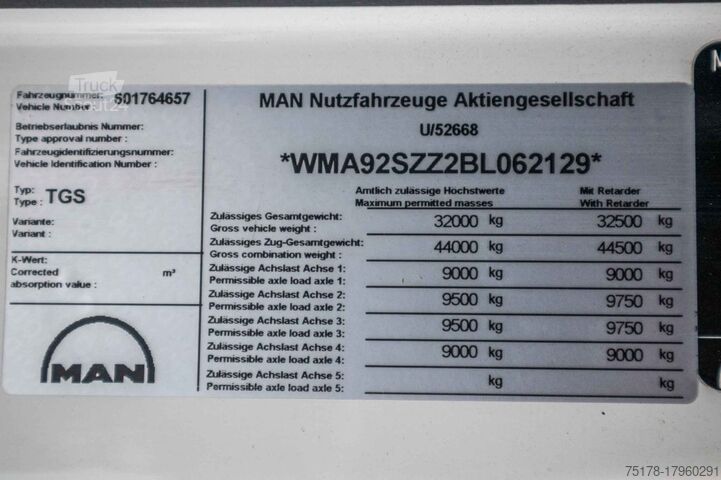 Fahrzeugnummer: 601764657
Vehicle Number
Betriebserlaubnis Nummer:
Type approval number :
Fahrzeugidentifizierungsnummer:
Vehicle Identification Number :
Typ:
Type : TGS
Variante:
Variant :
K-Wert:
Corrected m³
absorption value :
MAN
MAN Nutzfahrzeuge Aktiengesellschaft
U/52668
*WMA92SZZ2BL062129*
Amtlich zulässige Höchstwerte Mit Retarder
Maximum permitted masses With Retarder
Zulässiges Gesamtgewicht:
Gross vehicle weight : 32000 kg 32500 kg
Zulässiges Zug-Gesamtgewicht:
Gross combination weight : 44000 kg 44500 kg
Zulässige Achslast Achse 1:
Permissible axle load axle 1: 9000 kg 9000 kg
Zulässige Achslast Achse 2:
Permissible axle load axle 2: 9500 kg 9750 kg
Zulässige Achslast Achse 3:
Permissible axle load axle 3: 9500 kg 9750 kg
Zulässige Achslast Achse 4:
Permissible axle load axle 4: 9000 kg 9000 kg
Zulässige Achslast Achse 5:
Permissible axle load axle 5: kg kg
Truck
Scout24
75178-17960291